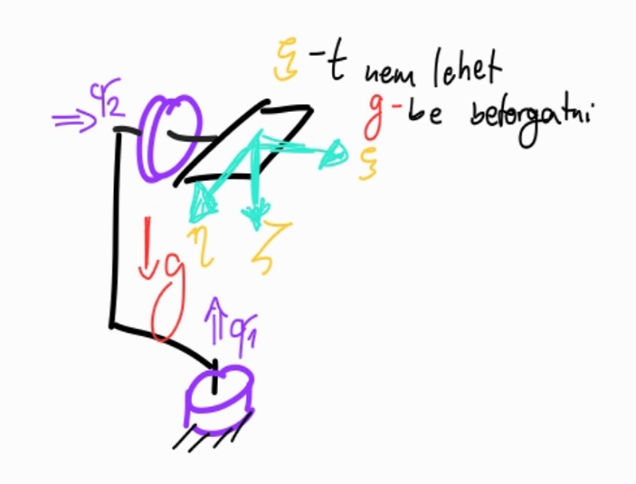 ξ-t nem lehet
g-be beforgatni
⇒ q2
ξ
η
ζ
g
⇑ q1